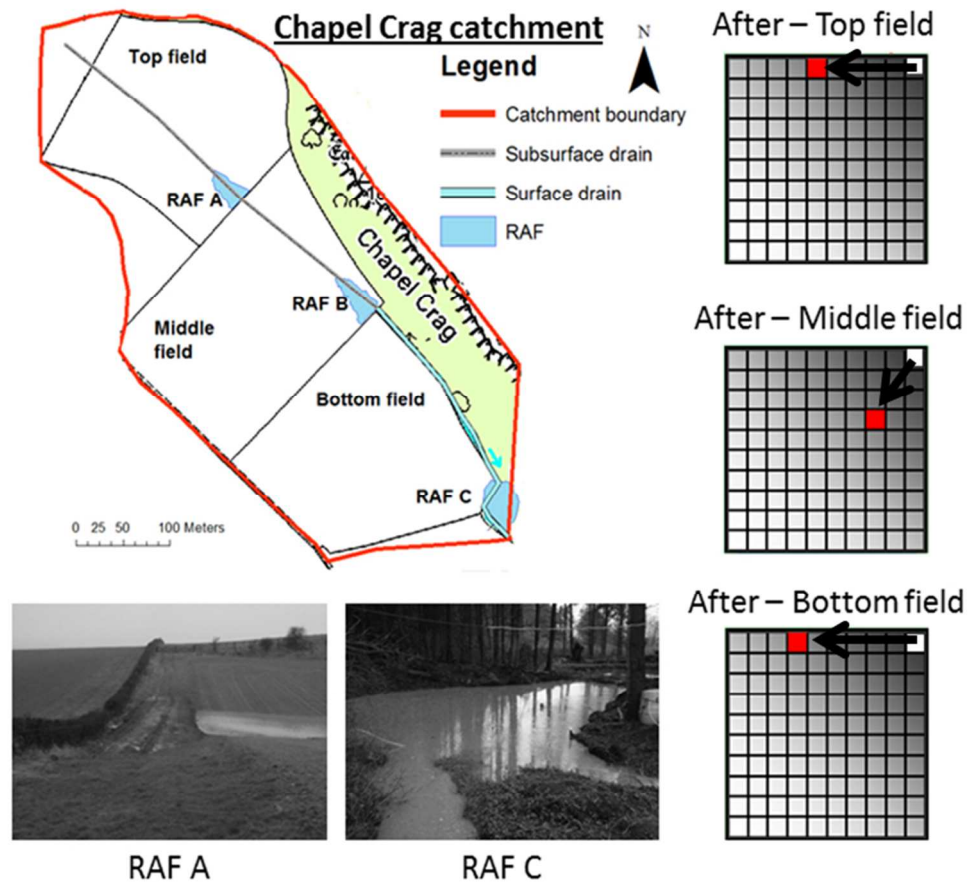 Chapel Crag catchment
Top field
N
Legend
Catchment boundary
Subsurface drain
Surface drain
RAF
RAF A
RAF B
Chapel Crag
Middle
field
Bottom field
RAF C
0 25 50 100 Meters
After – Top field
After – Middle field
After – Bottom field
RAF A
RAF C